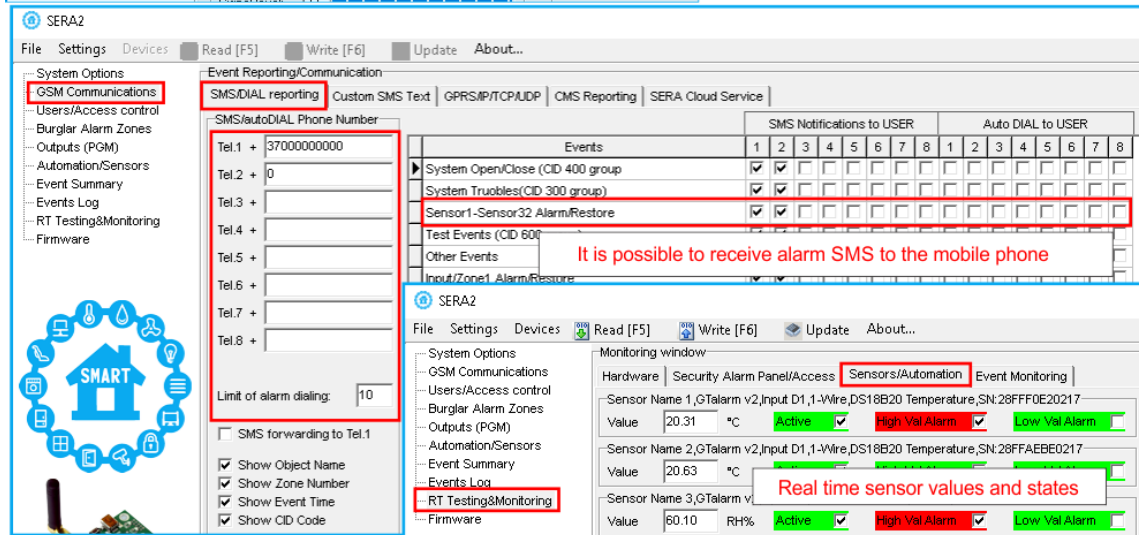 SERA2
File Settings Devices Read [F5] Write [F6] Update About...
System Options
GSM Communications
Users/Access control
Burglar Alarm Zones
Outputs (PGM)
Automation/Sensors
Event Summary
Events Log
RT Testing&Monitoring
Firmware
SMART
Event Reporting/Communication
SMS/DIAL reporting Custom SMS Text GPRS/IP/TCP/UDP CMS Reporting SERA Cloud Service
SMS/autoDIAL Phone Number
Tel.1 + 37000000000
Tel.2 + 0
Tel.3 +
Tel.4 +
Tel.5 +
Tel.6 +
Tel.7 +
Tel.8 +
Limit of alarm dialing: 10
SMS forwarding to Tel.1
Show Object Name
Show Zone Number
Show Event Time
Show CID Code
SMS Notifications to USER Auto DIAL to USER
Events 1 2 3 4 5 6 7 8 1 2 3 4 5 6 7 8
System Open/Close (CID 400 group
System Truobles(CID 300 group)
Sensor1-Sensor32 Alarm/Restore
Test Events (CID 600
Other Events
Input/Zone1 Alarm/Restore
It is possible to receive alarm SMS to the mobile phone
SERA2
File Settings Devices Read [F5] Write [F6] Update About...
System Options
GSM Communications
Users/Access control
Burglar Alarm Zones
Outputs (PGM)
Automation/Sensors
Event Summary
Events Log
RT Testing&Monitoring
Firmware
Monitoring window
Hardware Security Alarm Panel/Access Sensors/Automation Event Monitoring
Sensor Name 1,GTalarm v2,Input D1,1-Wire,DS18B20 Temperature,SN:28FFF0E20217
Value 20.31 °C Active High Val Alarm Low Val Alarm
Sensor Name 2,GTalarm v2,Input D1,1-Wire,DS18B20 Temperature,SN:28FFAEBE0217
Value 20.63 °C
Sensor Name 3,GTalarm v
Real time sensor values and states
Value 60.10 RH% Active High Val Alarm Low Val Alarm